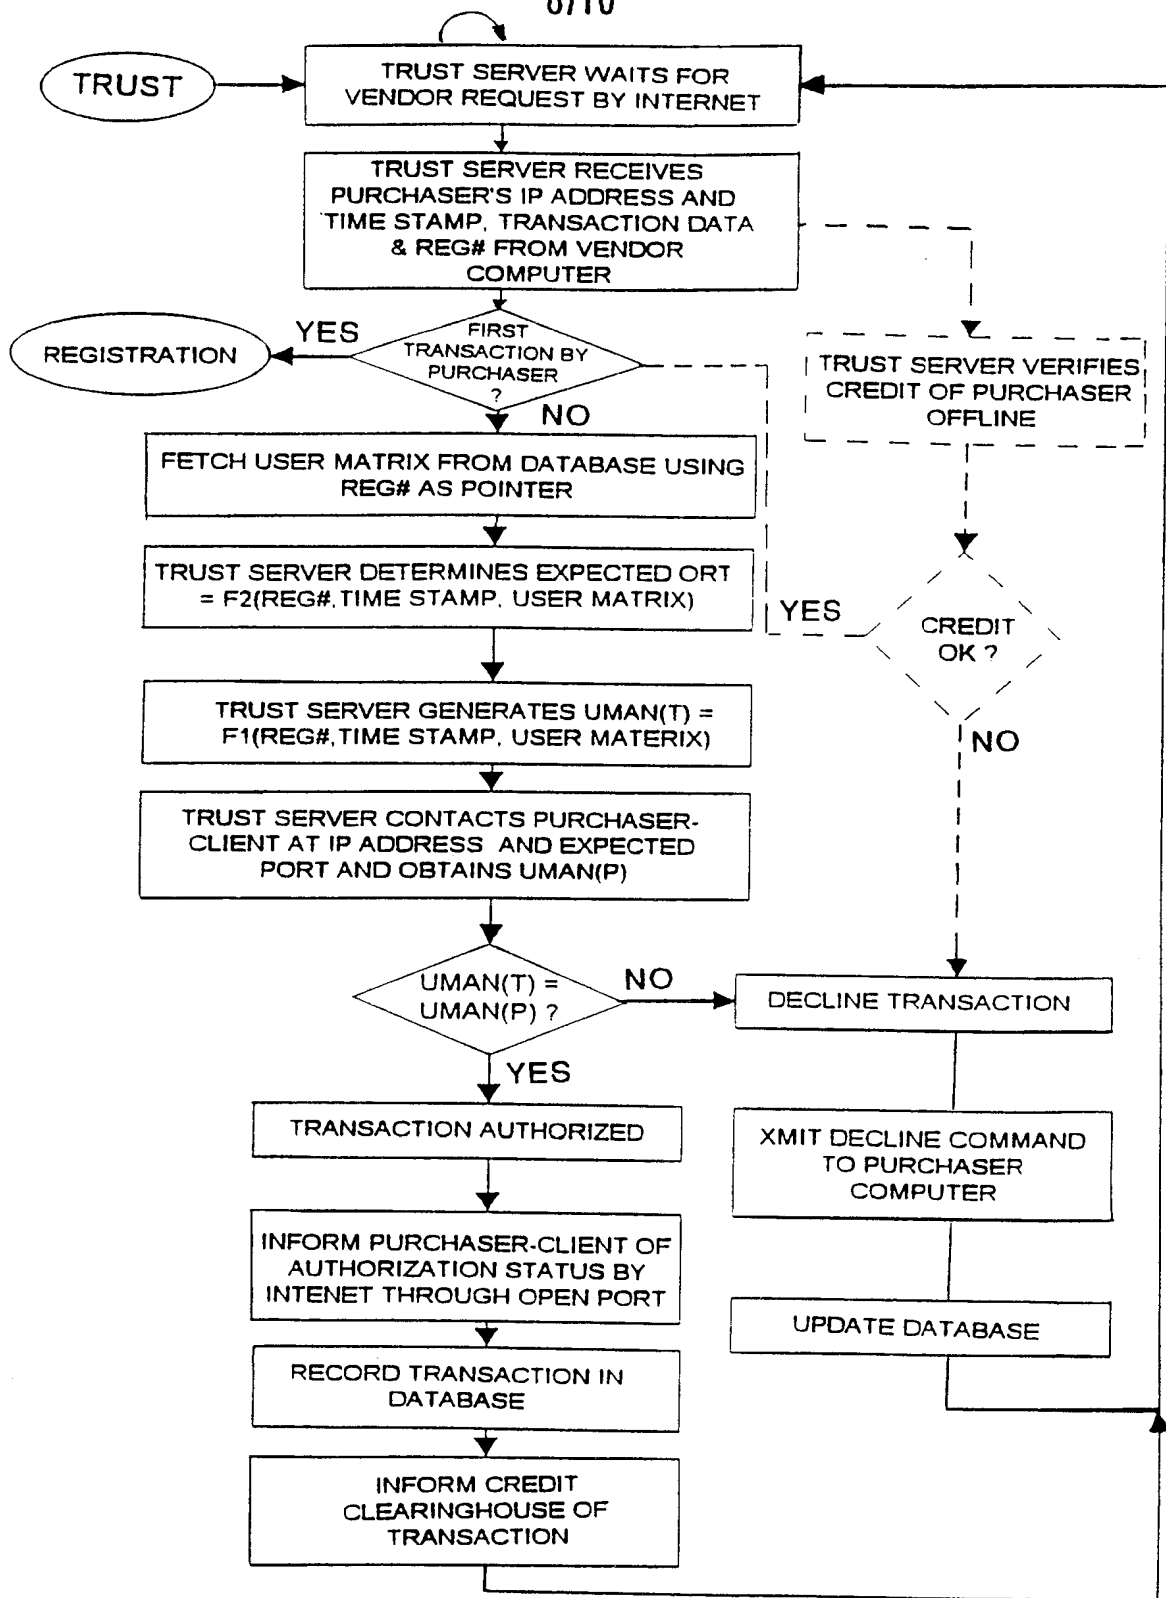 8/10
TRUST
TRUST SERVER WAITS FOR
VENDOR REQUEST BY INTERNET
TRUST SERVER RECEIVES
PURCHASER'S IP ADDRESS AND
TIME STAMP, TRANSACTION DATA
& REG# FROM VENDOR
COMPUTER
YES
REGISTRATION
FIRST
TRANSACTION BY
PURCHASER
?
NO
TRUST SERVER VERIFIES
CREDIT OF PURCHASER
OFFLINE
FETCH USER MATRIX FROM DATABASE USING
REG# AS POINTER
TRUST SERVER DETERMINES EXPECTED ORT
= F2(REG#,TIME STAMP, USER MATRIX)
YES
CREDIT
OK ?
NO
TRUST SERVER GENERATES UMAN(T) =
F1(REG#,TIME STAMP, USER MATERIX)
TRUST SERVER CONTACTS PURCHASER-
CLIENT AT IP ADDRESS AND EXPECTED
PORT AND OBTAINS UMAN(P)
UMAN(T) =
UMAN(P) ?
NO
DECLINE TRANSACTION
YES
TRANSACTION AUTHORIZED
XMIT DECLINE COMMAND
TO PURCHASER
COMPUTER
INFORM PURCHASER-CLIENT OF
AUTHORIZATION STATUS BY
INTENET THROUGH OPEN PORT
UPDATE DATABASE
RECORD TRANSACTION IN
DATABASE
INFORM CREDIT
CLEARINGHOUSE OF
TRANSACTION